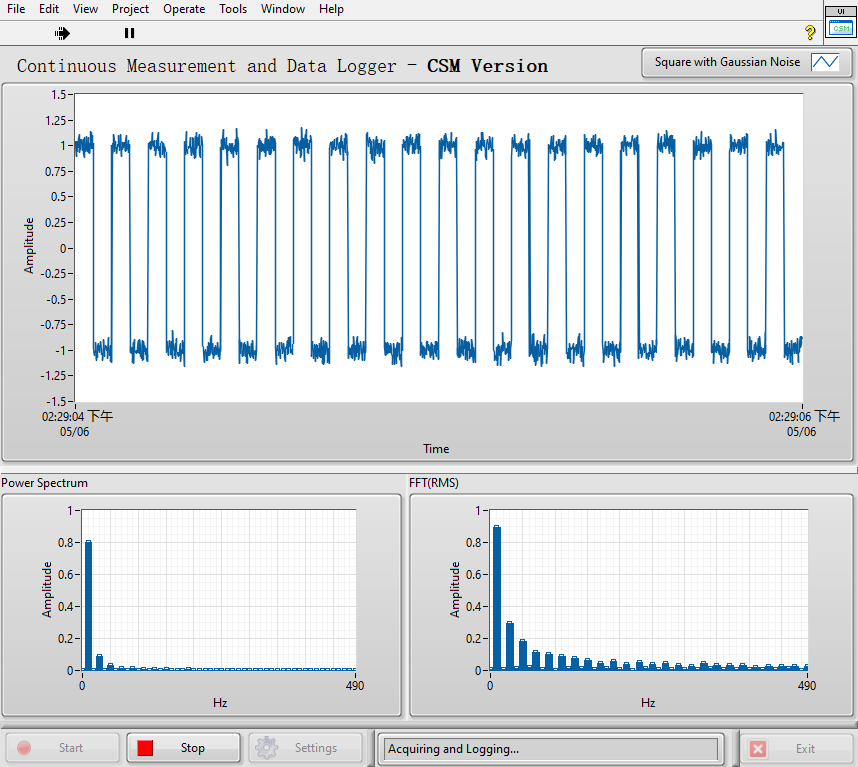 File Edit View Project Operate Tools Window Help
UI
CSM
Continuous Measurement and Data Logger - CSM Version
Square with Gaussian Noise
1.5
1.25
1
0.75
0.5
0.25
0
-0.25
-0.5
-0.75
-1
-1.25
-1.5
Amplitude
02:29:04 下午
05/06
02:29:06 下午
05/06
Time
Power Spectrum
1
0.8
0.6
0.4
0.2
0
Amplitude
0
490
Hz
FFT(RMS)
1
0.8
0.6
0.4
0.2
0
Amplitude
0
490
Hz
Start
Stop
Settings
Acquiring and Logging...
Exit